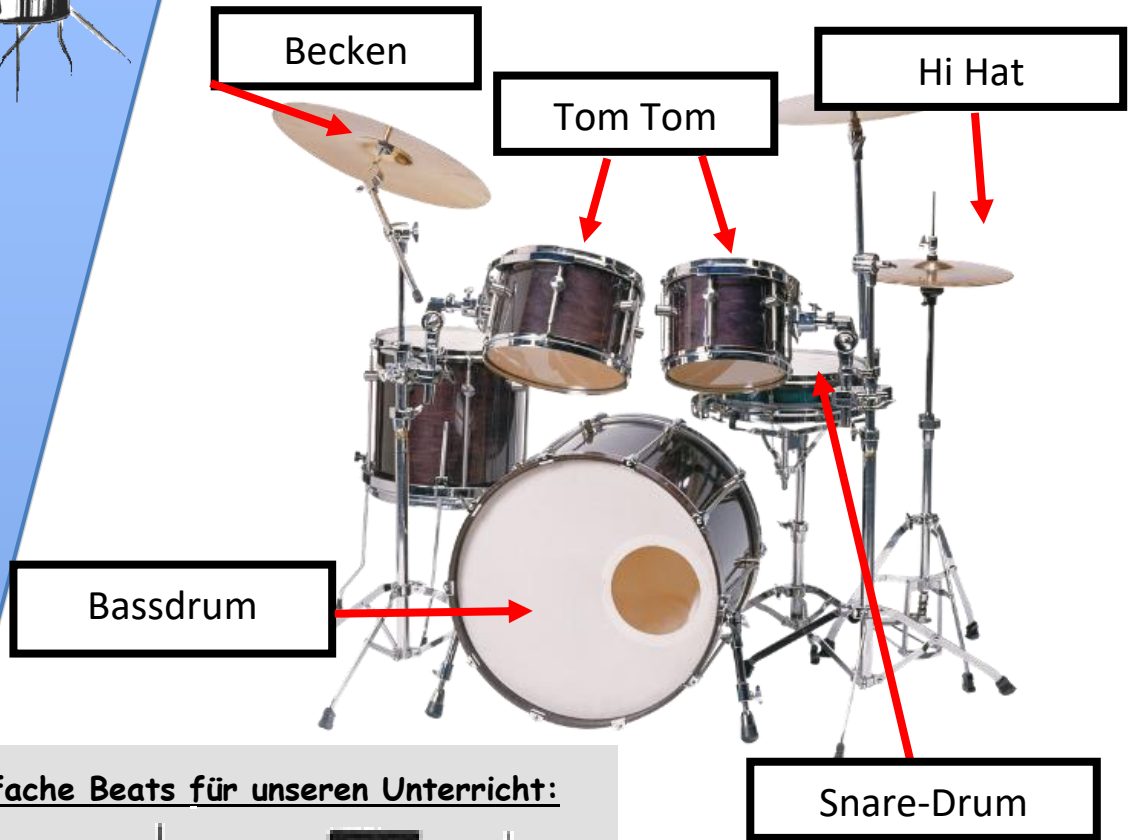 Becken
Hi Hat
Tom Tom
Bassdrum
fache Beats für unseren Unterricht:
Snare-Drum